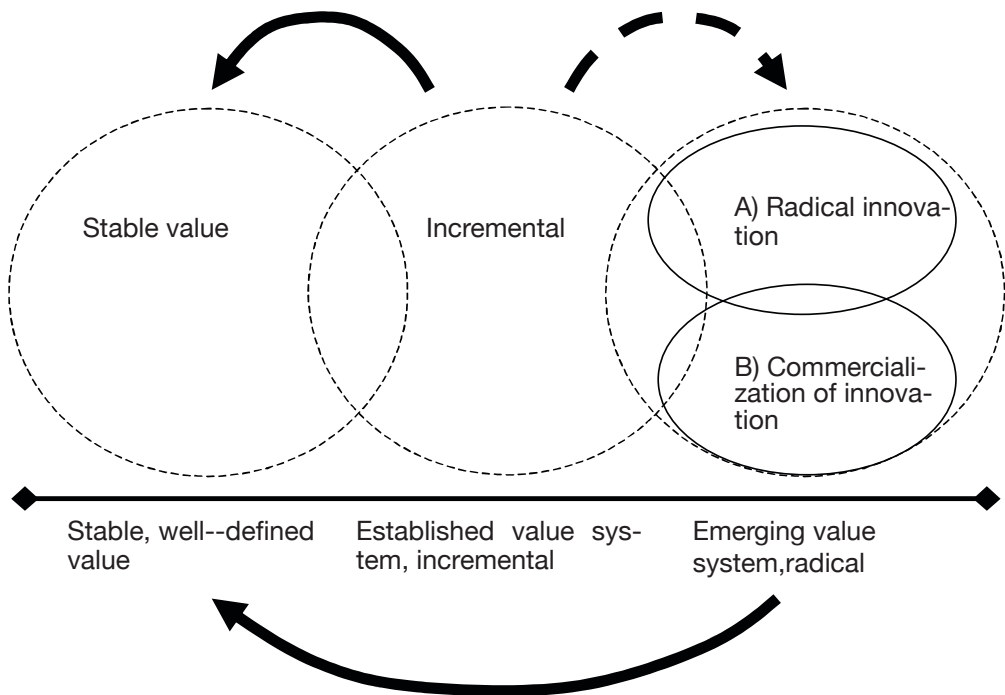 Stable value
Incremental
A) Radical innova-
tion
B) Commerciali-
zation of innova-
tion
Stable, well--defined
value
Established value sys-
tem, incremental
Emerging value
system,radical